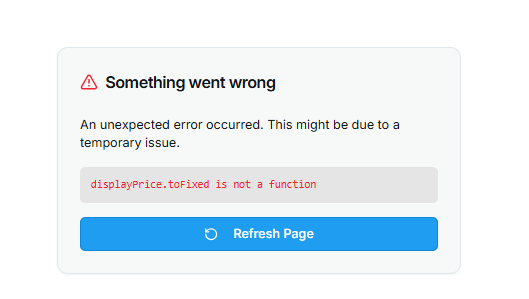 Something went wrong
An unexpected error occurred. This might be due to a
temporary issue.
displayPrice.toFixed is not a function
Refresh Page